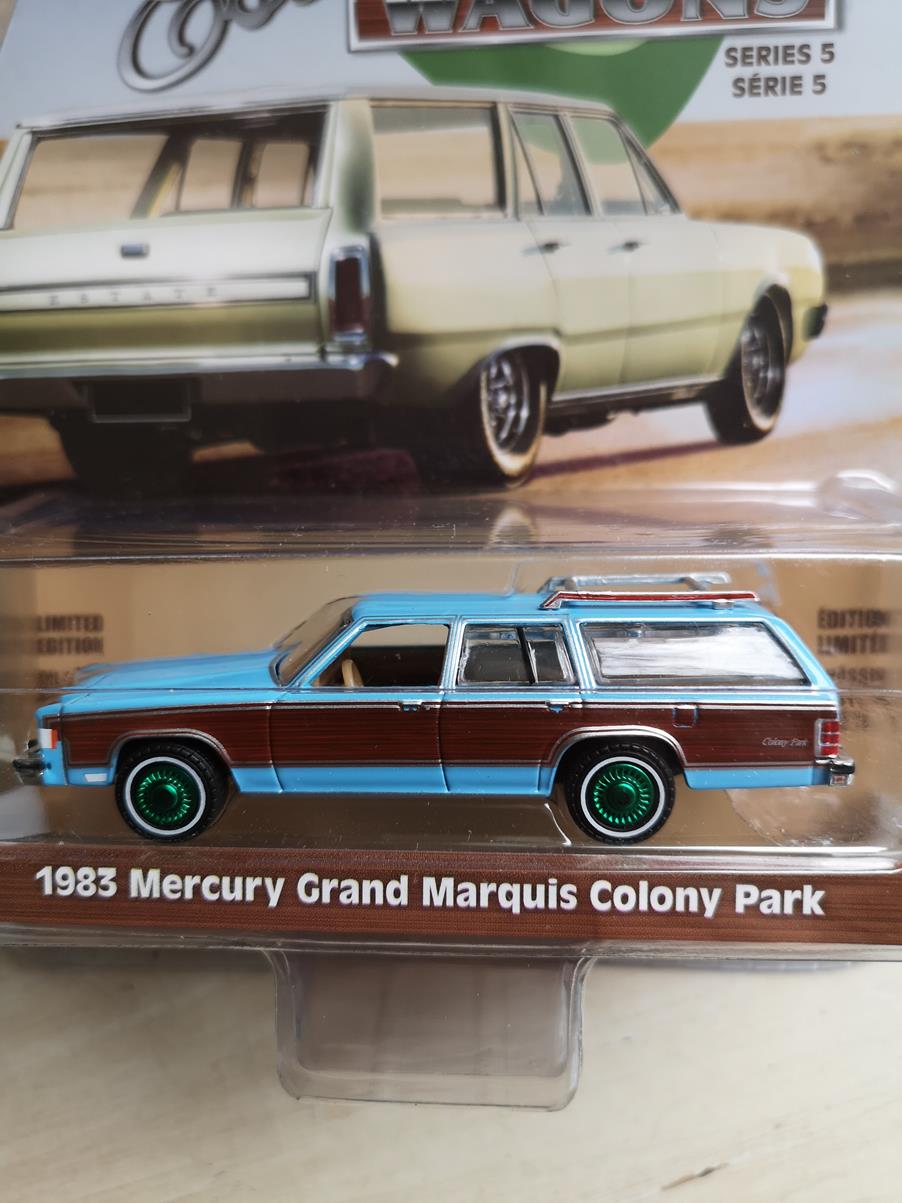 WAGONS
SERIES 5
SÉRIE 5
ESTATE
LIMITED
EDITION
ÉDITION
LIMITÉE
Colony Park
1983 Mercury Grand Marquis Colony Park